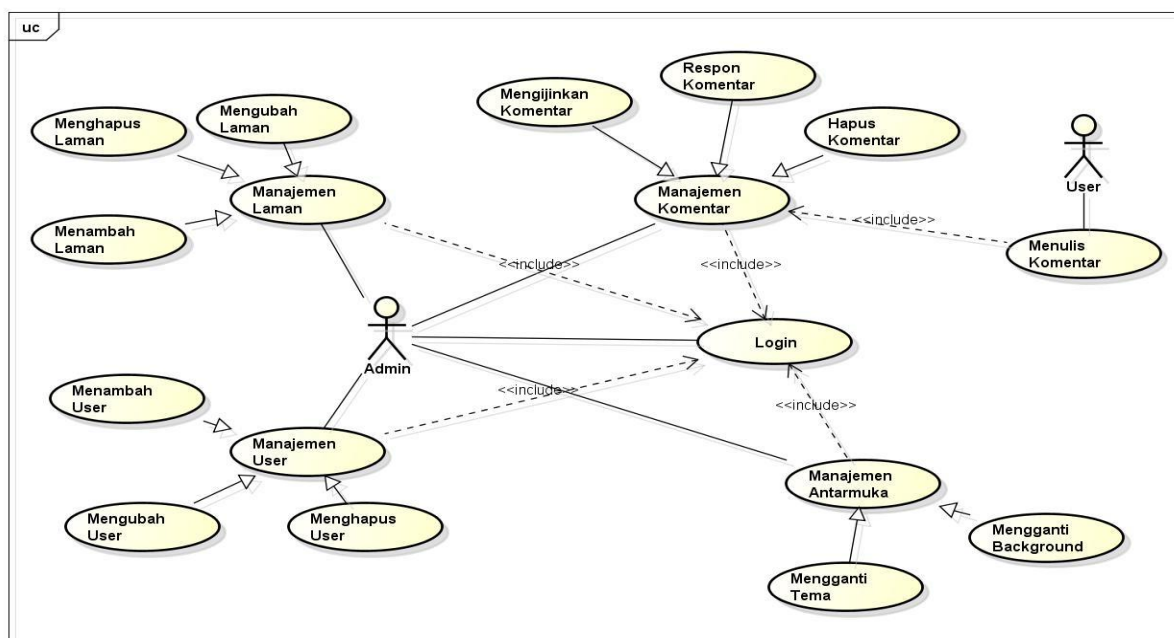 uc
Respon
Komentar
Mengijinkan
Komentar
Mengubah
Laman
Menghapus
Laman
Hapus
Komentar
Manajemen
Laman
Manajemen
Komentar
User
<<include>>
Menambah
Laman
Menulis
Komentar
<<include>>
<<include>>
Login
Admin
Menambah
User
<<include>>
<<include>>
Manajemen
User
Manajemen
Antarmuka
Mengubah
User
Menghapus
User
Mengganti
Background
Mengganti
Tema